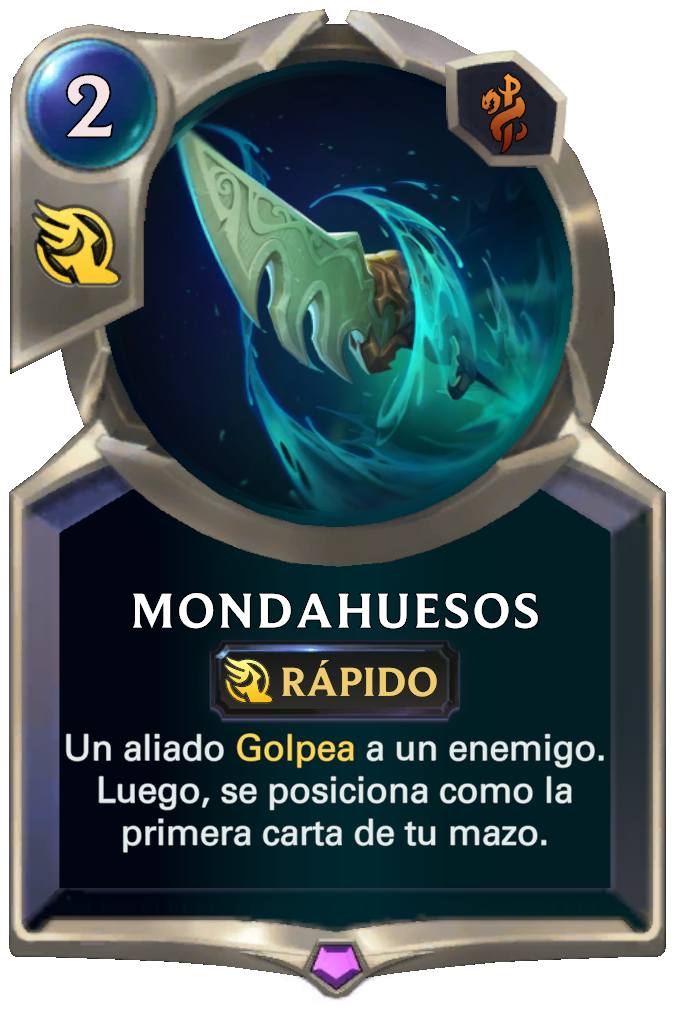 2
MONDAHUESOS
RÁPIDO
Un aliado Golpea a un enemigo.
Luego, se posiciona como la
primera carta de tu mazo.